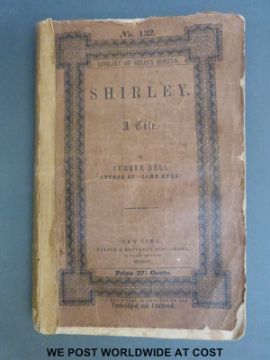 No. 132.
LIBRARY OF SELECT NOVELS.
SHIRLEY.
A Tale.
BY
CURRER BELL,
AUTHOR OF "JANE EYRE."
NEW YORK:
HARPER & BROTHERS, PUBLISHERS,
Price 37½ Cents.
WE POST WORLDWIDE AT COST